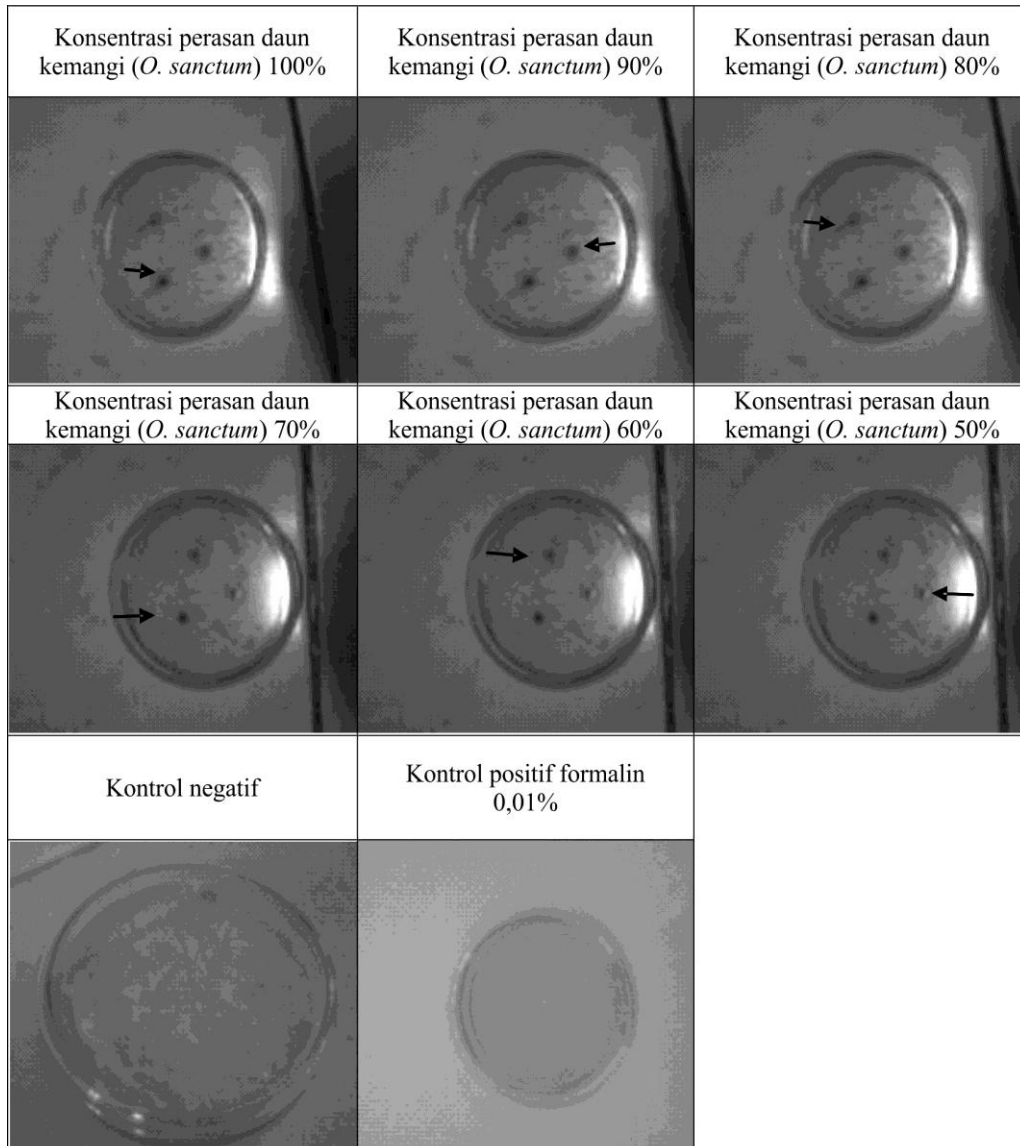 Konsentrasi perasan daun
kemangi (O. sanctum) 100%
Konsentrasi perasan daun
kemangi (O. sanctum) 90%
Konsentrasi perasan daun
kemangi (O. sanctum) 80%
Konsentrasi perasan daun
kemangi (O. sanctum) 70%
Konsentrasi perasan daun
kemangi (O. sanctum) 60%
Konsentrasi perasan daun
kemangi (O. sanctum) 50%
Kontrol negatif
Kontrol positif formalin
0,01%